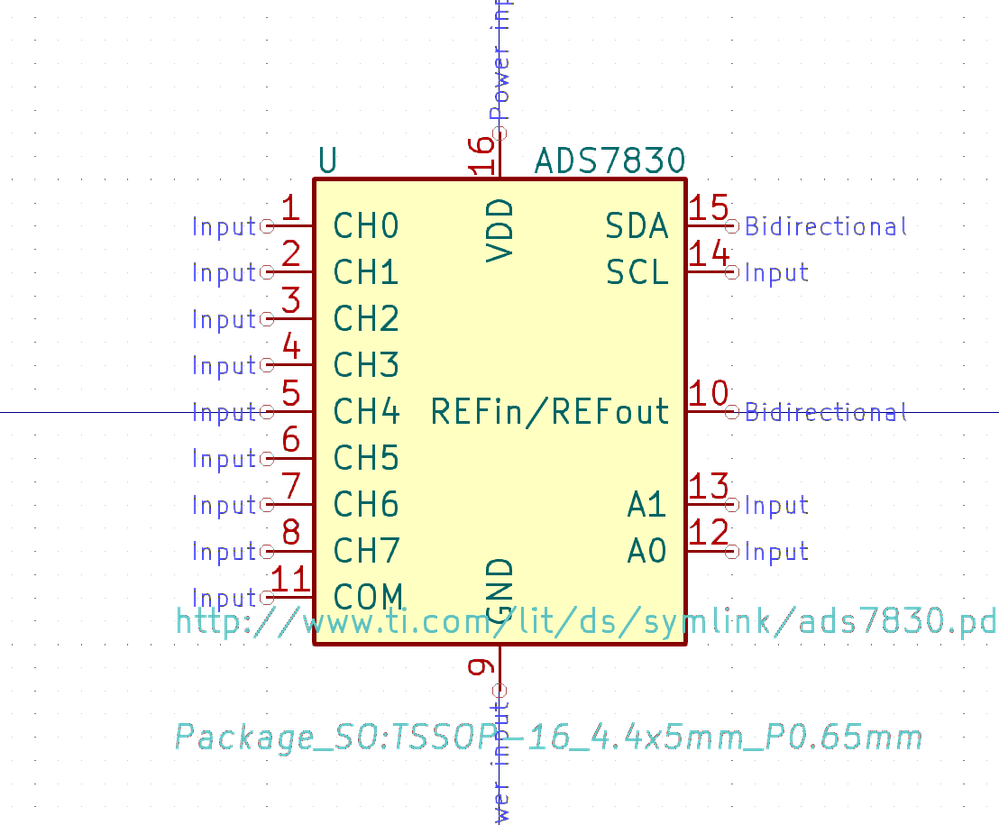 Power inp
16
U ADS7830
VDD
1 CH0 SDA 15
Input Bidirectional
2 CH1 SCL 14
Input Input
3 CH2
Input
4 CH3
Input
5 CH4 REFin/REFout 10
Input Bidirectional
6 CH5
Input
7 CH6 A1 13
Input Input
8 CH7 A0 12
Input Input
11 COM
Input
GND
http://www.ti.com/lit/ds/symlink/ads7830.pd
9
Package_SO:TSSOP-16_4.4x5mm_P0.65mm
wer input